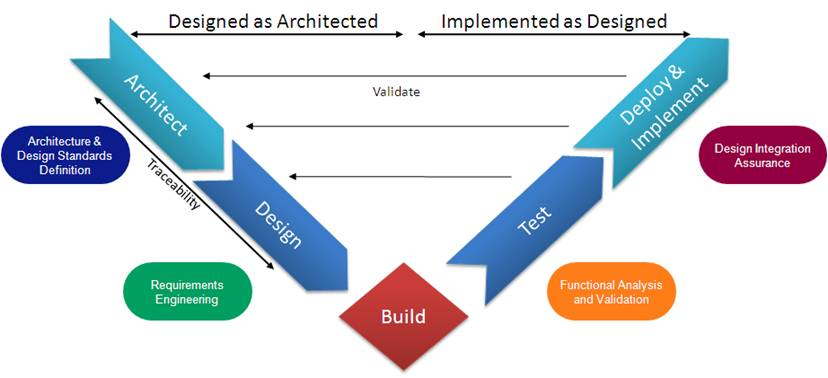 Designed as Architected
Implemented as Designed
Architect
Deploy &
Implement
Validate
Architecture &
Design Standards
Definition
Traceability
Design Integration
Assurance
Design
Test
Requirements
Engineering
Functional Analysis
and Validation
Build